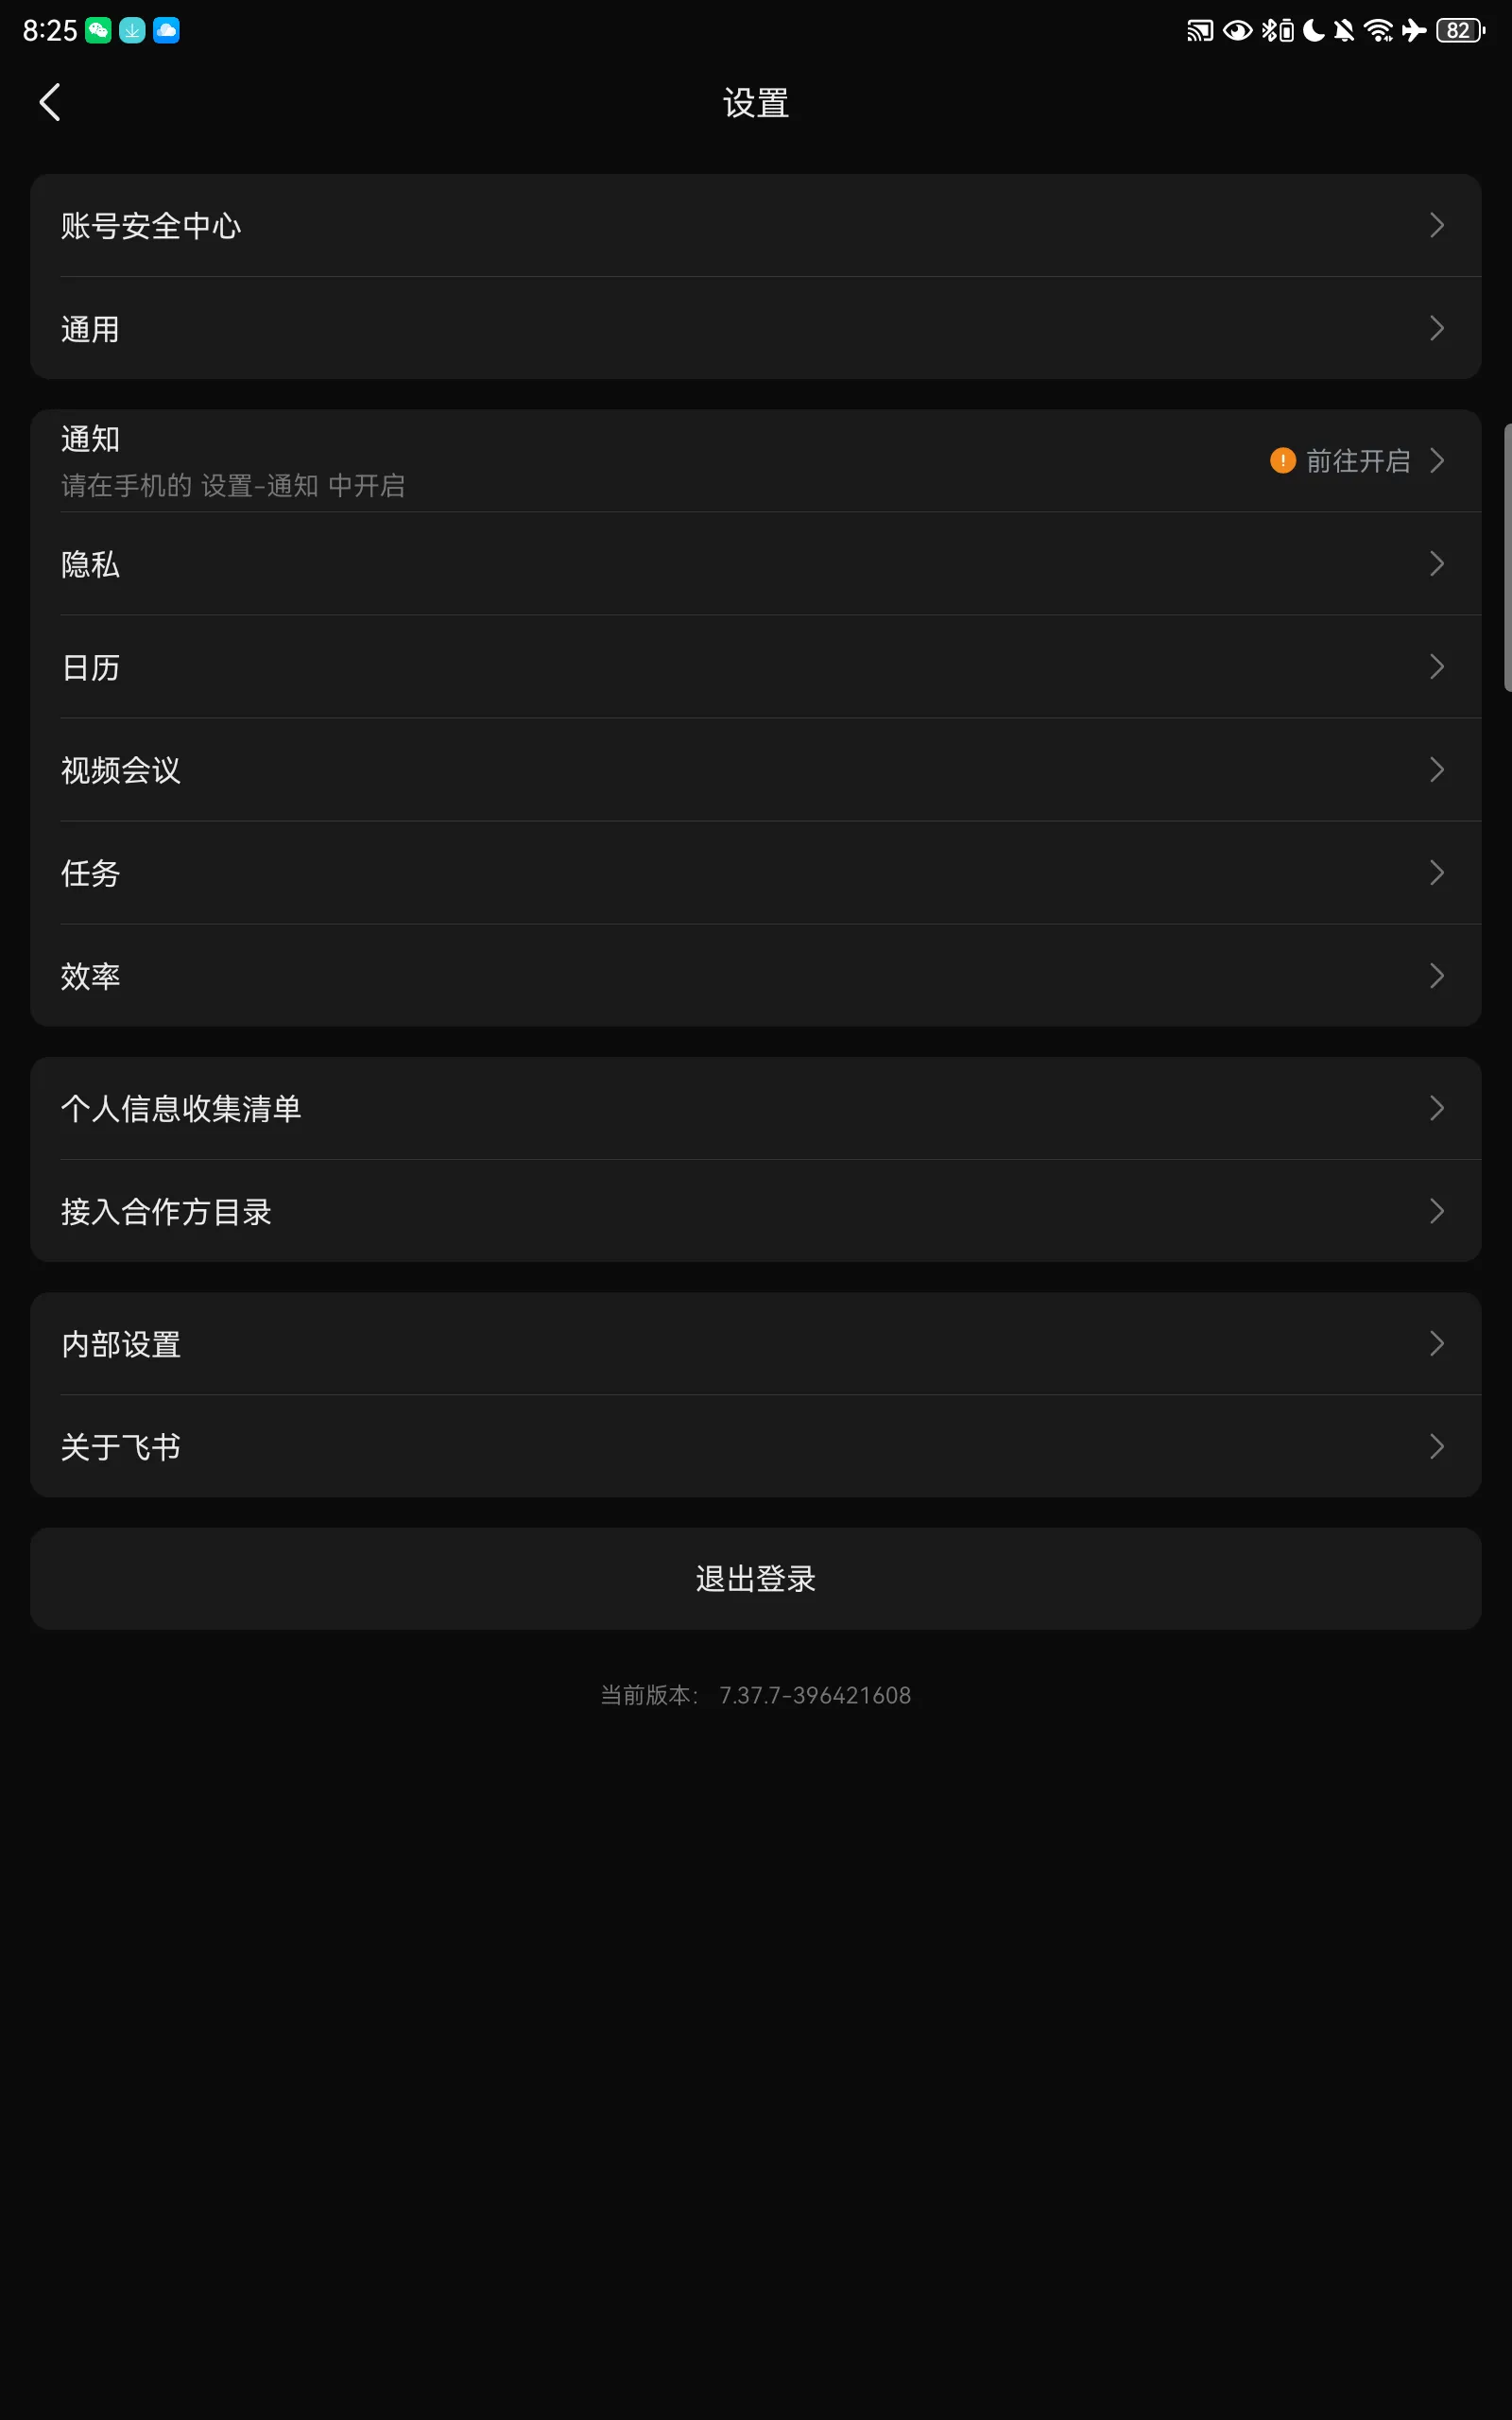 8:25
82
设置
账号安全中心
通用
通知
请在手机的 设置-通知 中开启
前往开启
隐私
日历
视频会议
任务
效率
个人信息收集清单
接入合作方目录
内部设置
关于飞书
退出登录
当前版本： 7.37.7-396421608